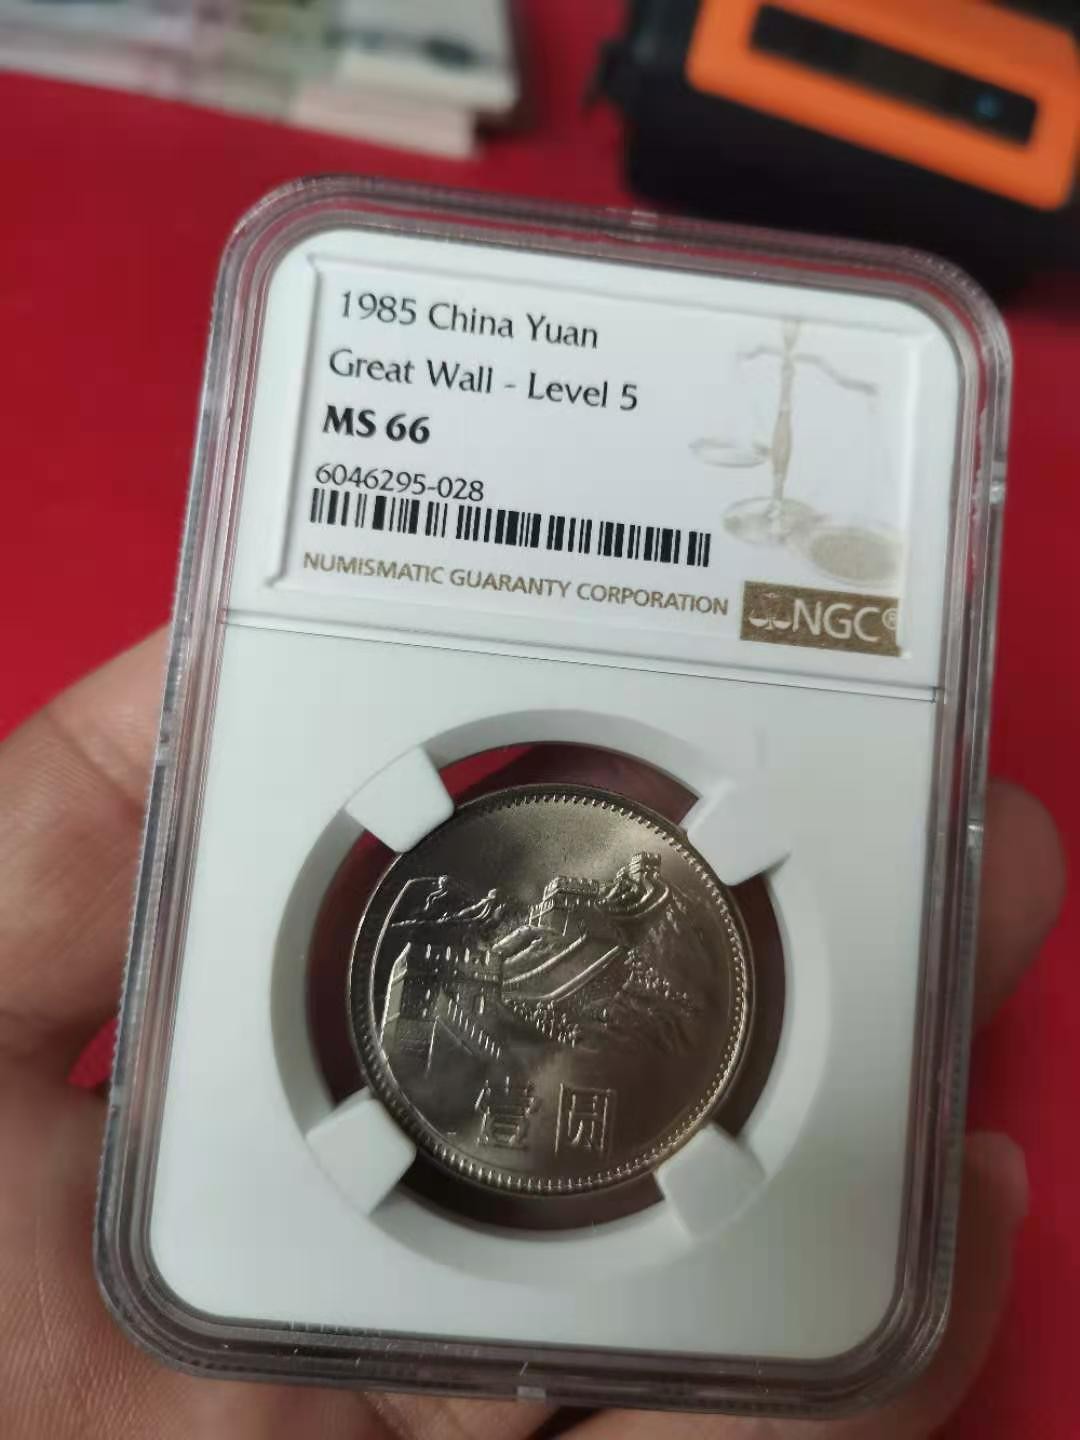 1985 China Yuan
Great Wall - Level 5
MS 66
6046295-028
NUMISMATIC GUARANTY CORPORATION
NGC®
壹圆